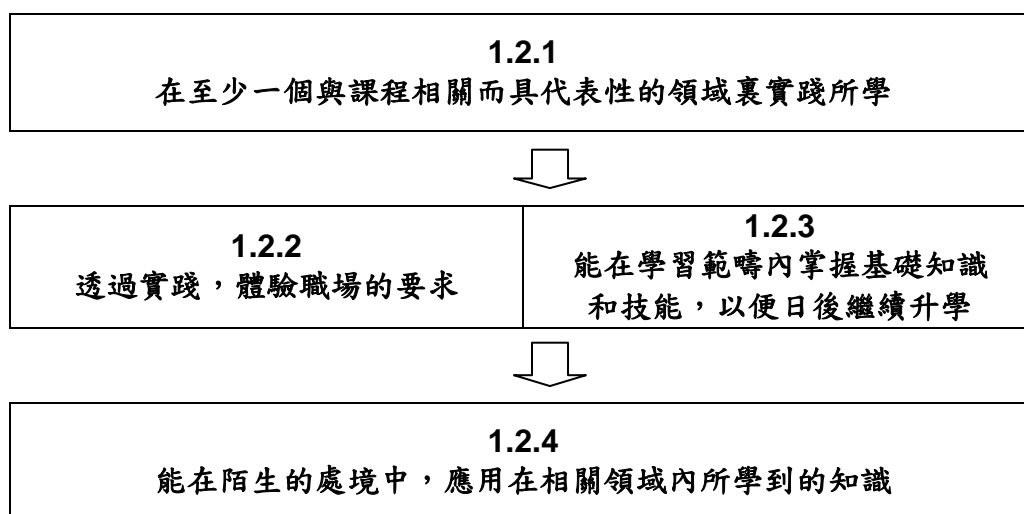 1.2.1
在至少一個與課程相關而具代表性的領域裏實踐所學
1.2.2
透過實踐，體驗職場的要求
1.2.3
能在學習範疇內掌握基礎知識
和技能，以便日後繼續升學
1.2.4
能在陌生的處境中，應用在相關領域內所學到的知識